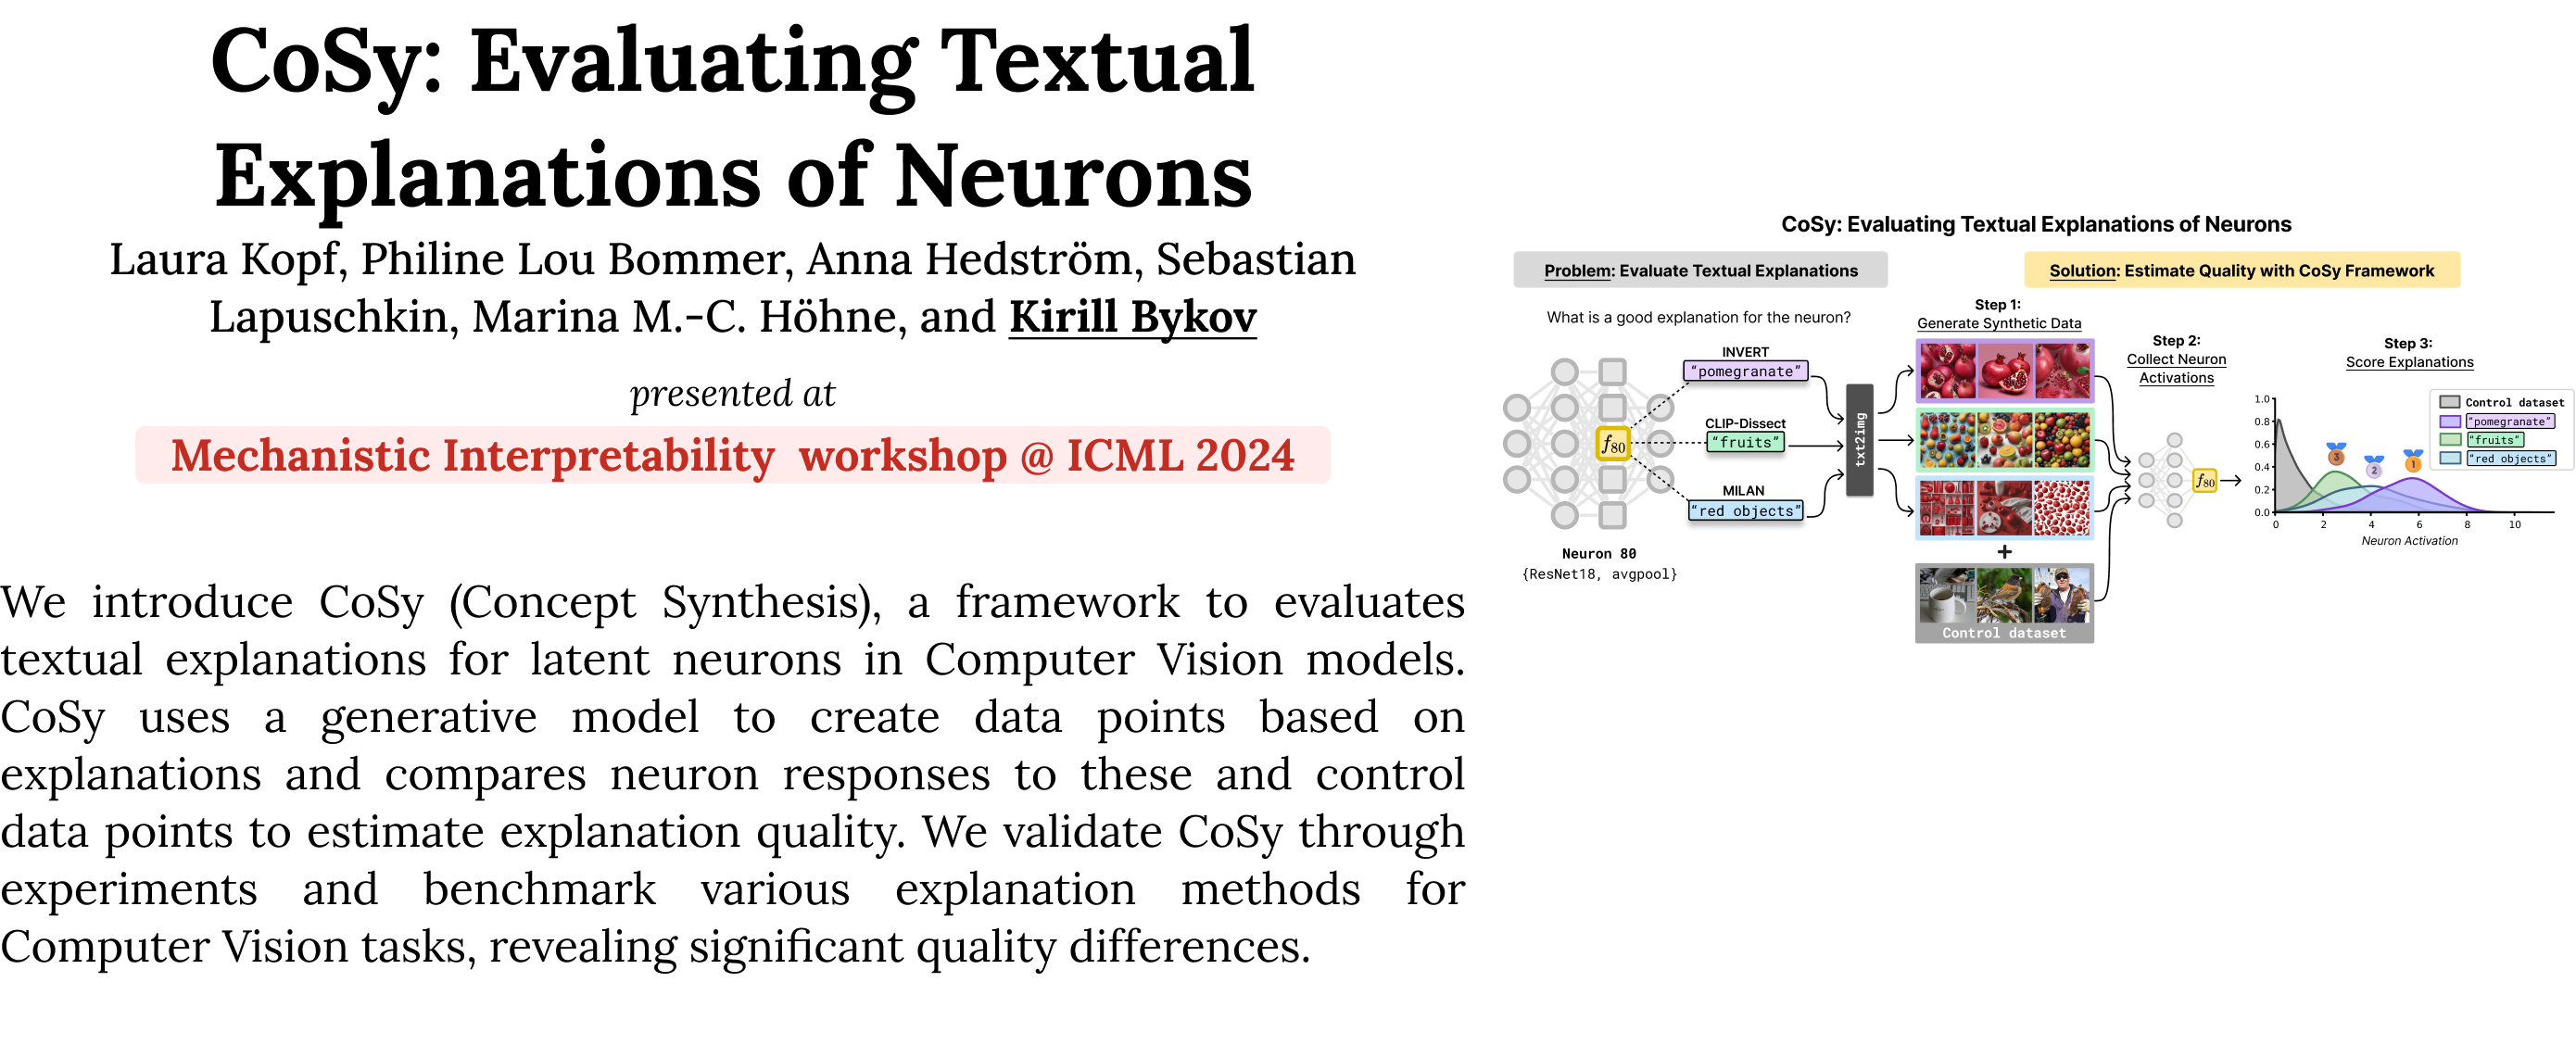 CoSy: Evaluating Textual
Explanations of Neurons
Laura Kopf, Philine Lou Bommer, Anna Hedström, Sebastian
Lapuschkin, Marina M.-C. Höhne, and Kirill Bykov
presented at
Mechanistic Interpretability workshop @ ICML 2024
We introduce CoSy (Concept Synthesis), a framework to evaluates
textual explanations for latent neurons in Computer Vision models.
CoSy uses a generative model to create data points based on
explanations and compares neuron responses to these and control
data points to estimate explanation quality. We validate CoSy through
experiments and benchmark various explanation methods for
Computer Vision tasks, revealing significant quality differences.
CoSy: Evaluating Textual Explanations of Neurons
Problem: Evaluate Textual Explanations
What is a good explanation for the neuron?
INVERT
"pomegranate"
CLIP-Dissect
"fruits"
MILAN
"red objects"
f80
Neuron 80
{ResNet18, avgpool}
txt2img
Solution: Estimate Quality with CoSy Framework
Step 1:
Generate Synthetic Data
+
Control dataset
Step 2:
Collect Neuron
Activations
f80
Step 3:
Score Explanations
Control dataset
"pomegranate"
"fruits"
"red objects"
1.0
0.8
0.6
0.4
0.2
0.0
3
2
1
0 2 4 6 8 10
Neuron Activation